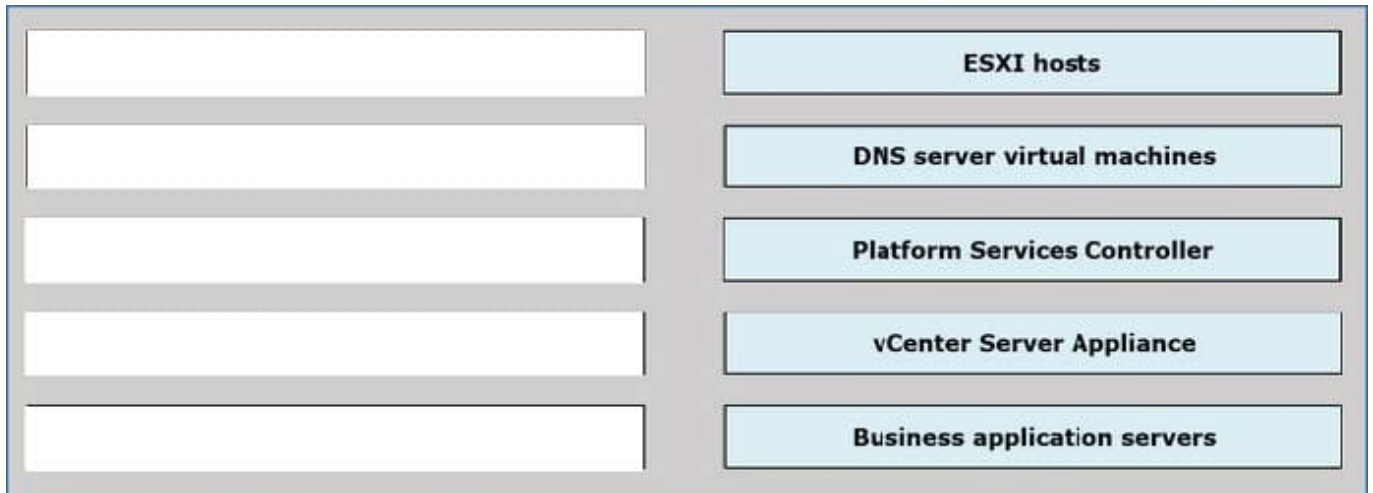 ESXI hosts
DNS server virtual machines
Platform Services Controller
vCenter Server Appliance
Business application servers